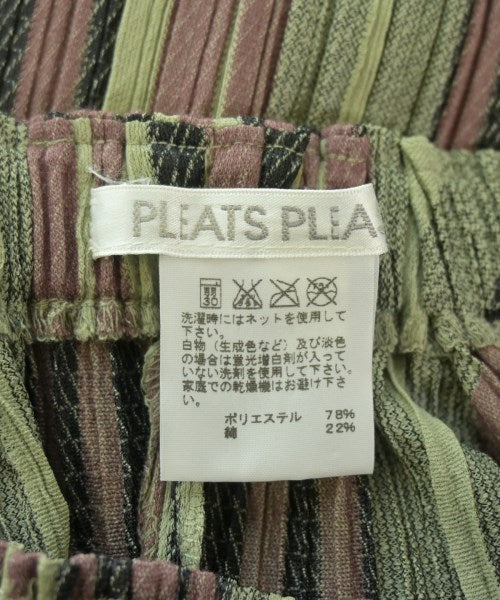 PLEATS PLEA
弱
30
洗濯時にはネットを使用して
下さい。
白物(生成色など)及び淡色
の場合は蛍光増白剤が入って
いない洗剤を使用して下さい。
家庭での乾燥機はお避け下さ
い。
ポリエステル 78%
綿 22%